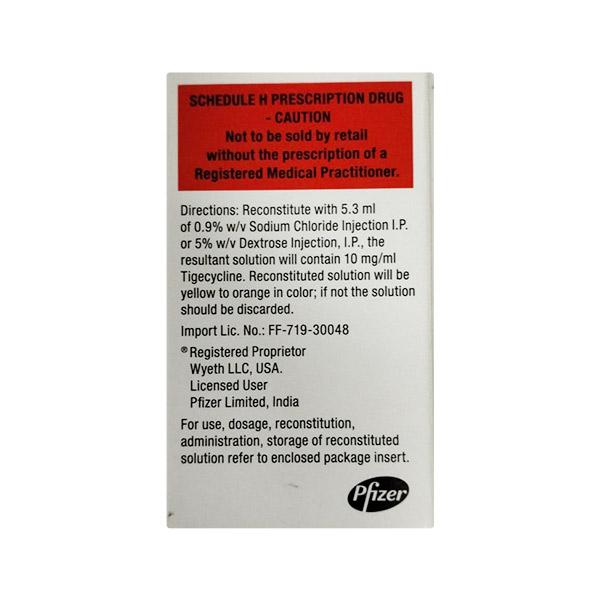 SCHEDULE H PRESCRIPTION DRUG
- CAUTION
Not to be sold by retail
without the prescription of a
Registered Medical Practitioner.
Directions: Reconstitute with 5.3 ml
of 0.9% w/v Sodium Chloride Injection I.P.
or 5% w/v Dextrose Injection, I.P., the
resultant solution will contain 10 mg/ml
Tigecycline. Reconstituted solution will be
yellow to orange in color; if not the solution
should be discarded.
Import Lic. No.: FF-719-30048
® Registered Proprietor
Wyeth LLC, USA.
Licensed User
Pfizer Limited, India
For use, dosage, reconstitution,
administration, storage of reconstituted
solution refer to enclosed package insert.
Pfizer